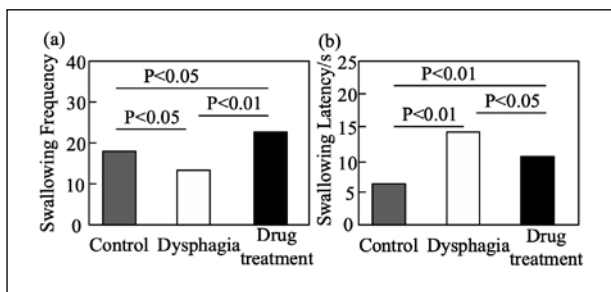 (a)
Swallowing Frequency
40
30
20
10
0
P<0.05
P<0.05
P<0.01
Control
Dysphagia
Drug
treatment
(b)
Swallowing Latency/s
25
20
15
10
5
0
P<0.01
P<0.01
P<0.05
Control
Dysphagia
Drug
treatment